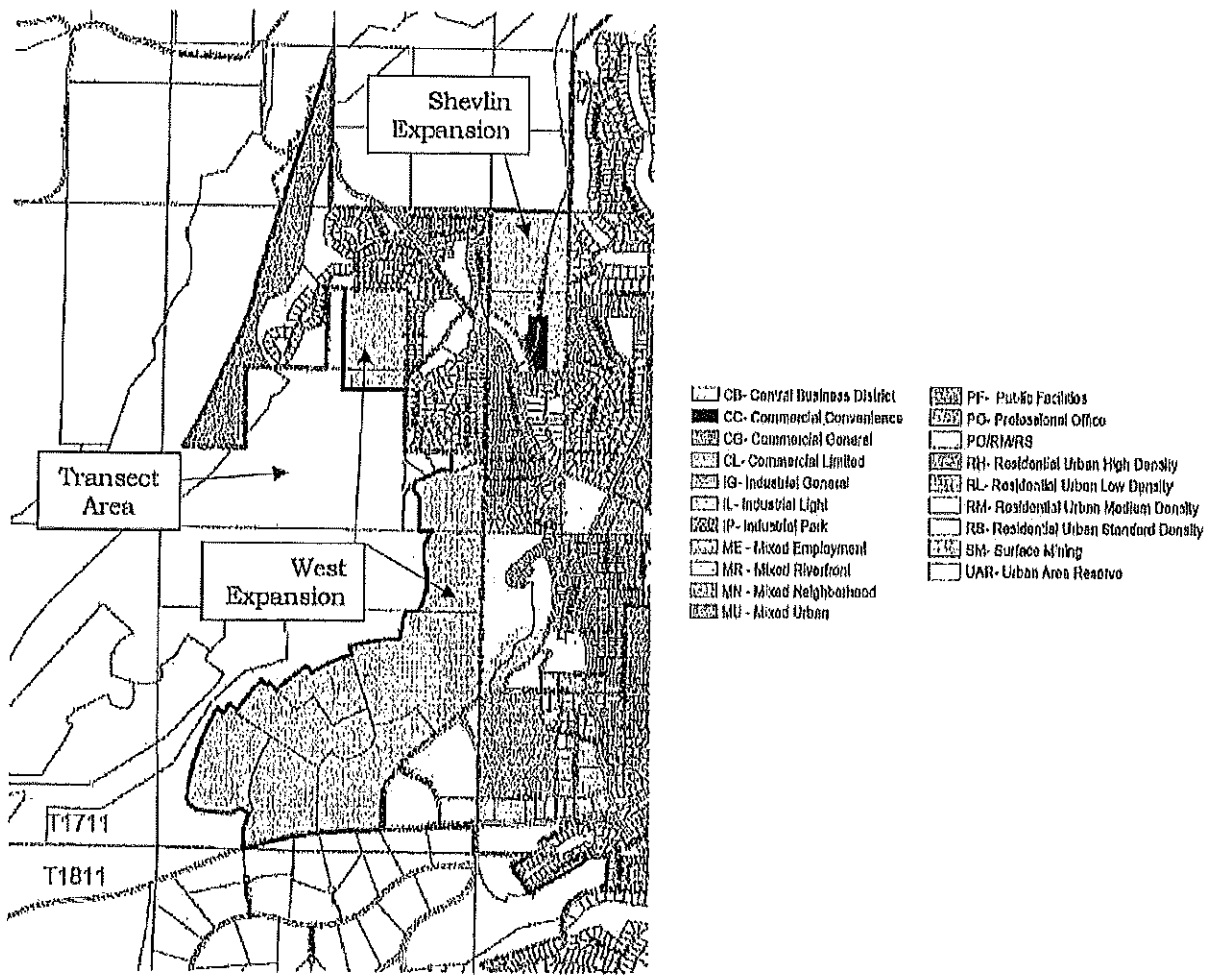 Shevlin
Expansion
Transect
Area
West
Expansion
T1711
T1811
CB- Central Business District
CC- Commercial Convenience
CG- Commercial General
CL- Commercial Limited
IG- Industrial General
IL- Industrial Light
IP- Industrial Park
ME - Mixed Employment
MR - Mixed Riverfront
MN - Mixed Neighborhood
MU - Mixed Urban
PF- Public Facilities
PO- Professional Office
PO/RM/RS
RH- Residential Urban High Density
RL- Residential Urban Low Density
RM- Residential Urban Medium Density
RS- Residential Urban Standard Density
SM- Surface Mining
UAR- Urban Area Reserve